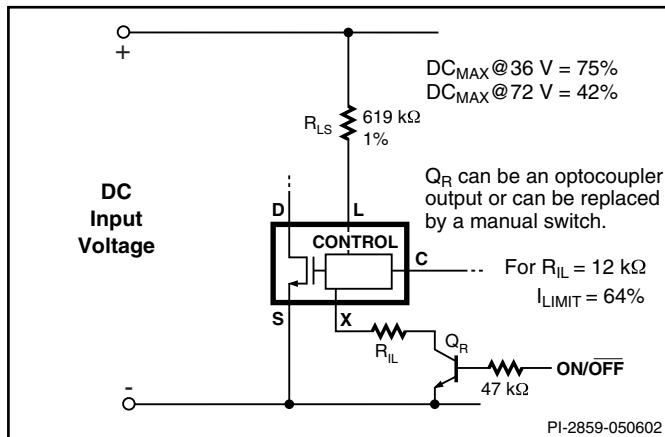 +
DC_MAX @ 36 V = 75%
DC_MAX @ 72 V = 42%
R_LS
619 kΩ
1%
Q_R can be an optocoupler
output or can be replaced
by a manual switch.
DC
Input
Voltage
D
L
CONTROL
C
For R_IL = 12 kΩ
I_LIMIT = 64%
S
X
R_IL
Q_R
47 kΩ
ON/O̅F̅F̅
-
PI-2859-050602